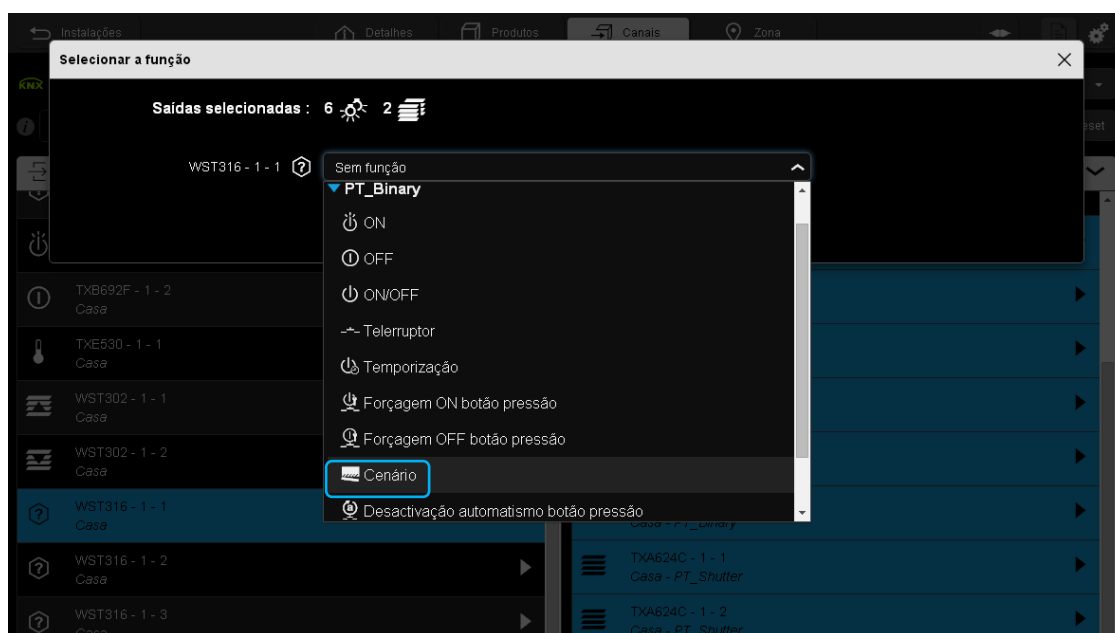 Instalações
Detalhes
Produtos
Canais
Zona
Selecionar a função
KNX
Saídas selecionadas : 6 2
eset
WST316 - 1 - 1
Sem função
PT_Binary
ON
OFF
ON/OFF
Telerruptor
Temporização
Forçagem ON botão pressão
Forçagem OFF botão pressão
Cenário
Desactivação automatismo botão pressão
TXB692F - 1 - 2
Casa
TXE530 - 1 - 1
Casa
WST302 - 1 - 1
Casa
WST302 - 1 - 2
Casa
WST316 - 1 - 1
Casa
Casa - PT_Binary
WST316 - 1 - 2
Casa
TXA624C - 1 - 1
Casa - PT_Shutter
WST316 - 1 - 3
Casa
TXA624C - 1 - 2
Casa - PT_Shutter